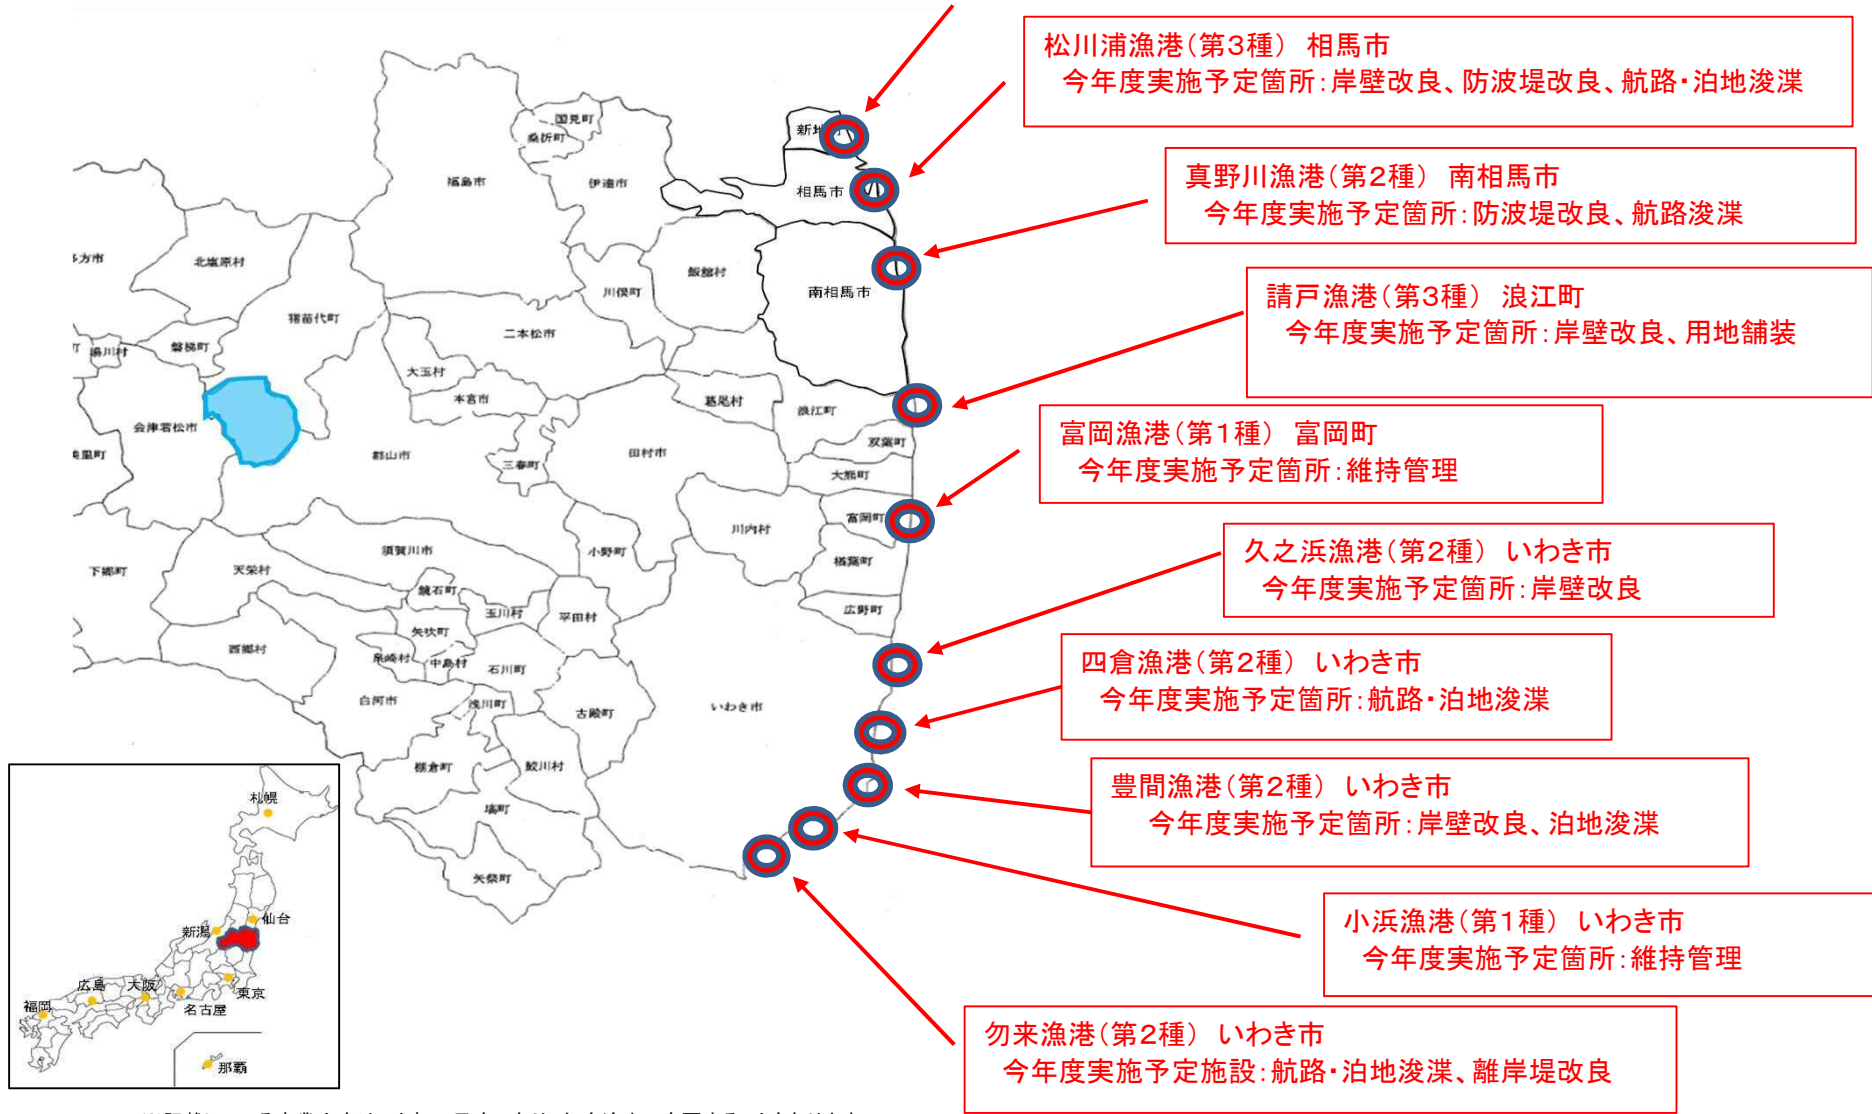 松川浦漁港(第3種) 相馬市
今年度実施予定箇所:岸壁改良、防波堤改良、航路・泊地浚渫
真野川漁港(第2種) 南相馬市
今年度実施予定箇所:防波堤改良、航路浚渫
請戸漁港(第3種) 浪江町
今年度実施予定箇所:岸壁改良、用地舗装
富岡漁港(第1種) 富岡町
今年度実施予定箇所:維持管理
久之浜漁港(第2種) いわき市
今年度実施予定箇所:岸壁改良
四倉漁港(第2種) いわき市
今年度実施予定箇所:航路・泊地浚渫
豊間漁港(第2種) いわき市
今年度実施予定箇所:岸壁改良、泊地浚渫
小浜漁港(第1種) いわき市
今年度実施予定箇所:維持管理
勿来漁港(第2種) いわき市
今年度実施予定施設:航路・泊地浚渫、離岸堤改良
国見町
桑折町
新地
福島市
伊達市
相馬市
方市
北塩原村
飯舘村
川俣町
南相馬市
猪苗代町
二本松市
湯川村
磐梯町
大玉村
本宮市
葛尾村
浪江町
会津若松市
双葉町
美里町
郡山市
三春町
田村市
大熊町
富岡町
川内村
須賀川市
小野町
楢葉町
下郷町
天栄村
鏡石町
玉川村
平田村
広野町
矢吹町
西郷村
泉崎村
中島村
石川町
白河市
浅川町
古殿町
いわき市
棚倉町
鮫川村
塙町
矢祭町
札幌
仙台
新潟
広島
大阪
東京
福岡
名古屋
那覇